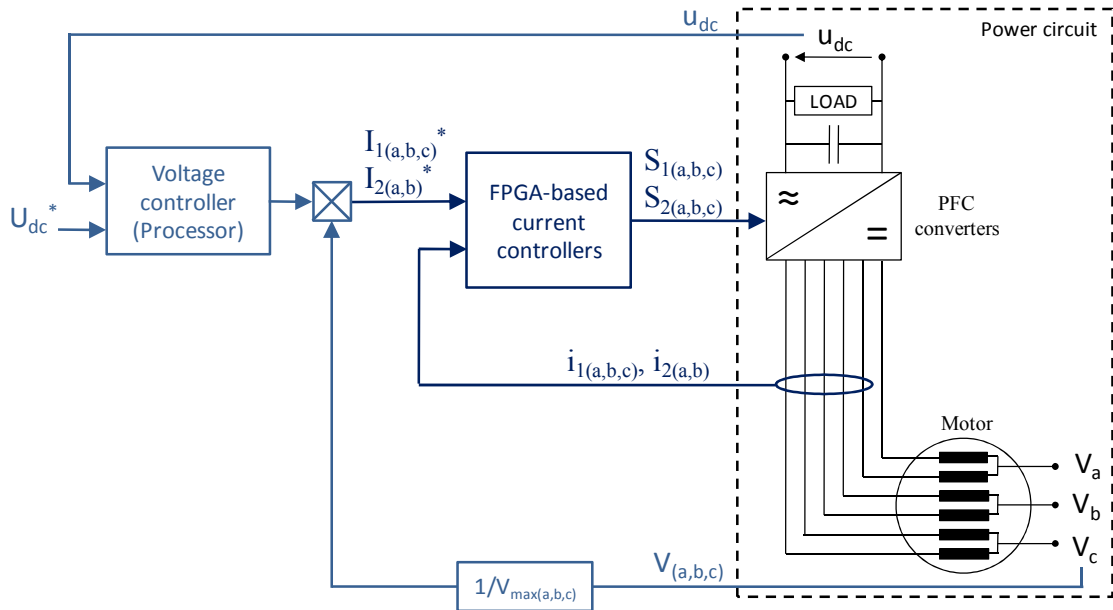 u_dc
Power circuit
u_dc
LOAD
I_1(a,b,c)*
I_2(a,b)*
S_1(a,b,c)
S_2(a,b,c)
Voltage
controller
(Processor)
U_dc*
FPGA-based
current
controllers
≈
=
PFC
converters
i_1(a,b,c), i_2(a,b)
Motor
V_a
V_b
V_c
V_(a,b,c)
1/V_max(a,b,c)